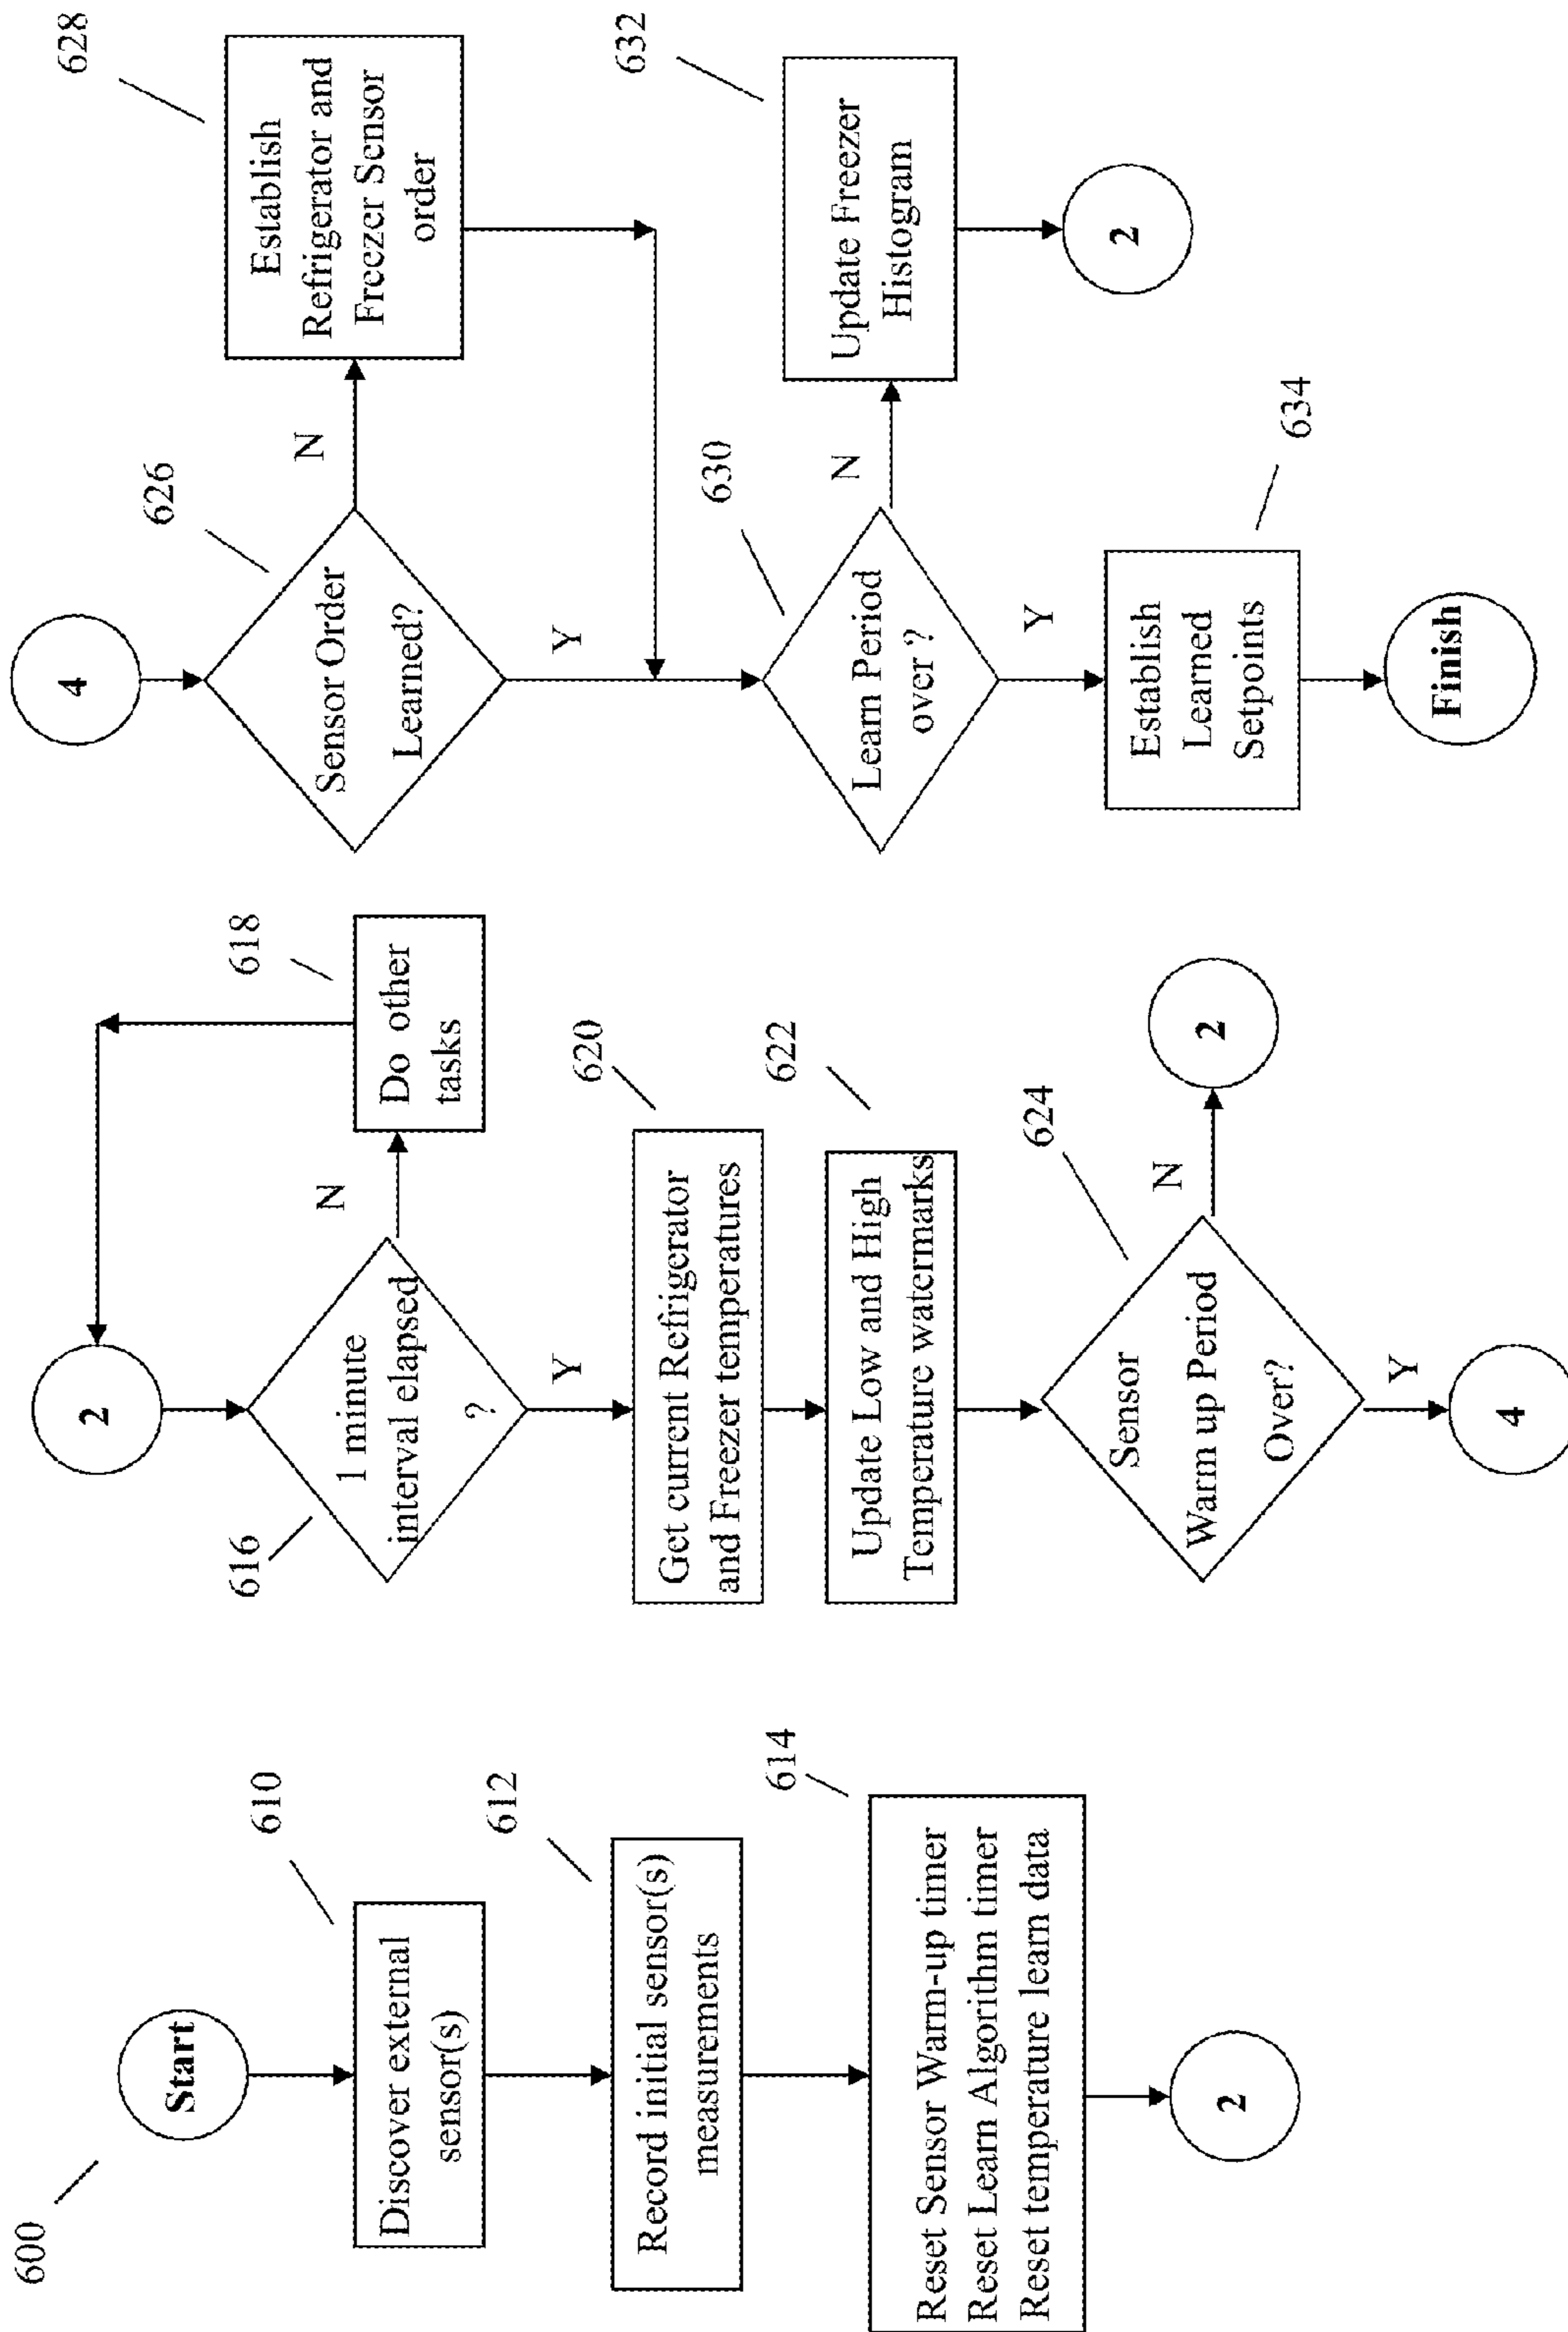 600
Start
610
Discover external
sensor(s)
612
Record initial sensor(s)
measurements
614
Reset Sensor Warm-up timer
Reset Learn Algorithm timer
Reset temperature learn data
2
2
616
1 minute
interval elapsed
?
N
618
Do other
tasks
Y
620
Get current Refrigerator
and Freezer temperatures
622
Update Low and High
Temperature watermarks
624
Sensor
Warm up Period
Over?
N
2
Y
4
4
626
Sensor Order
Learned?
N
628
Establish
Refrigerator and
Freezer Sensor
order
Y
630
Learn Period
over ?
N
632
Update Freezer
Histogram
2
Y
634
Establish
Learned
Setpoints
Finish